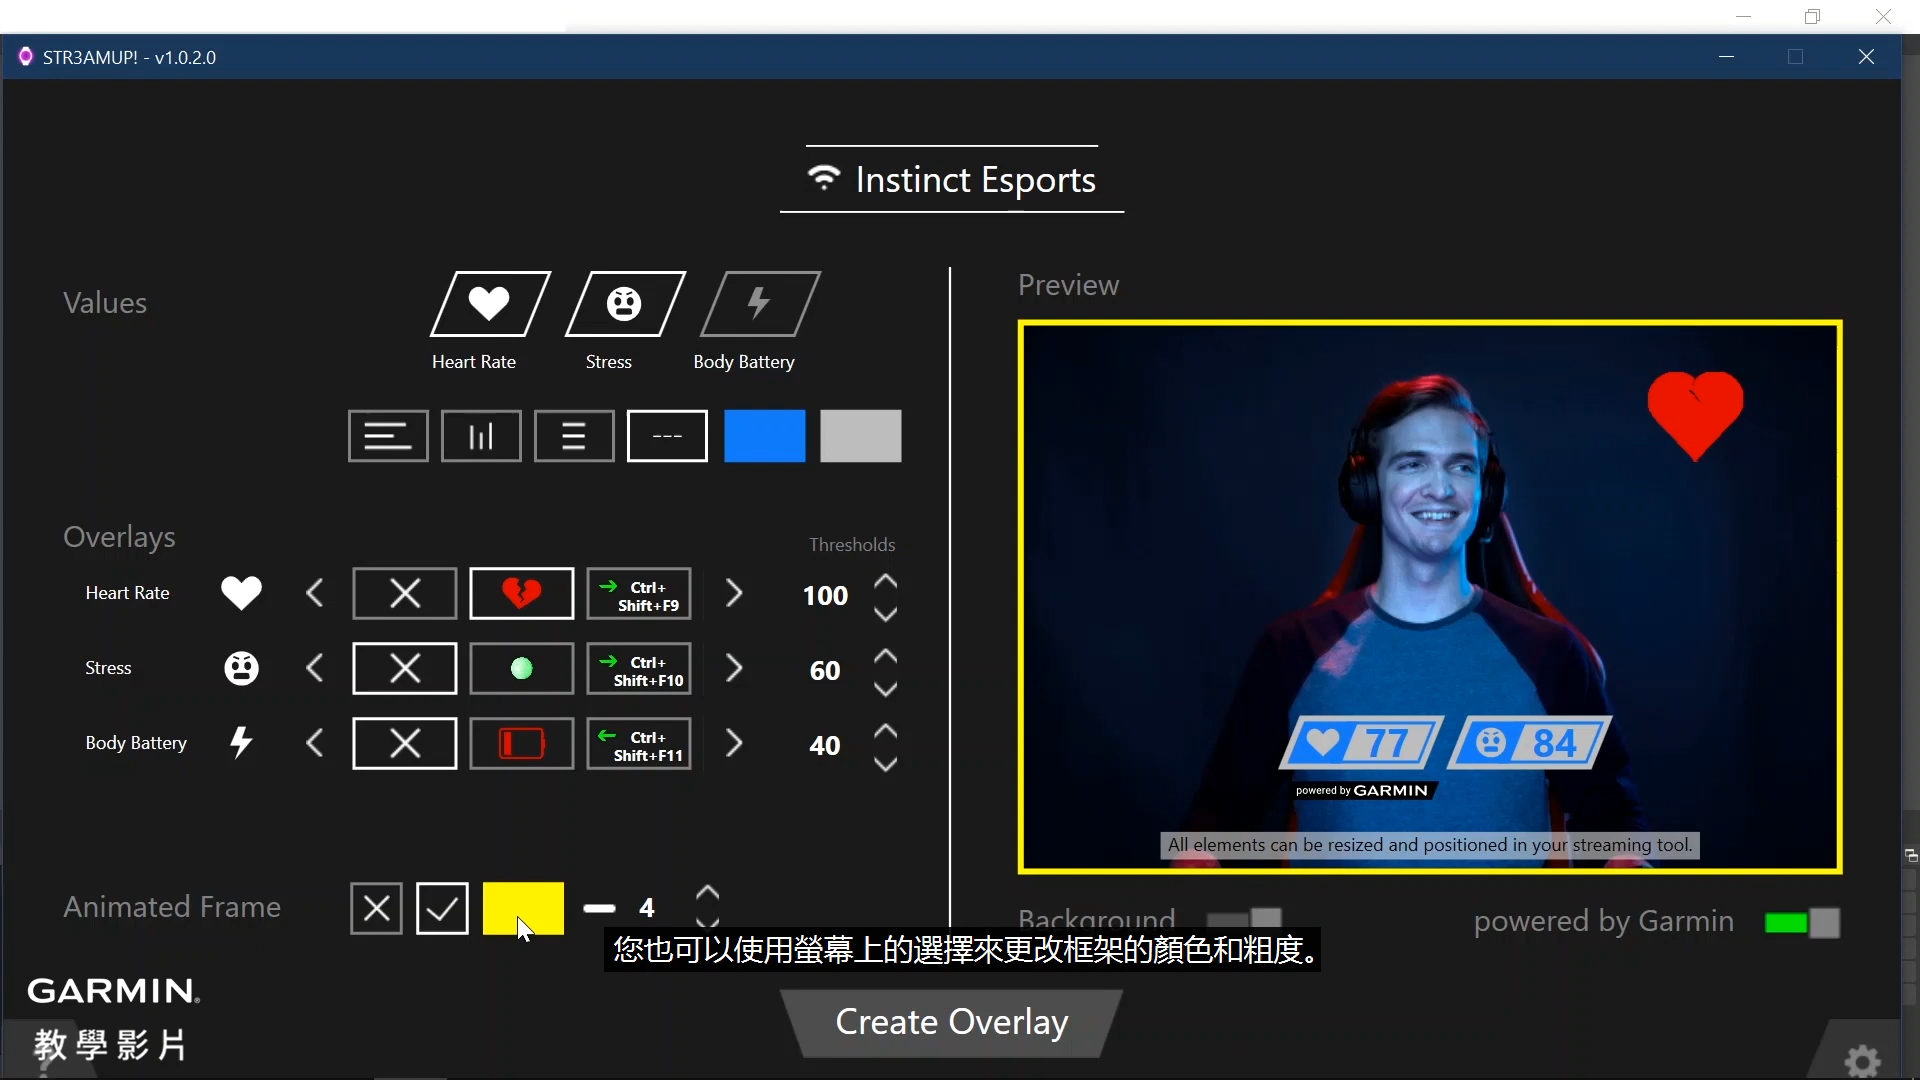 STR3AMUP! - v1.0.2.0
Instinct Esports
Values
Heart Rate
Stress
Body Battery
---
Overlays
Thresholds
Heart Rate
Ctrl+
Shift+F9
100
Stress
Ctrl+
Shift+F10
60
Body Battery
Ctrl+
Shift+F11
40
Animated Frame
4
Preview
77
84
powered by GARMIN
All elements can be resized and positioned in your streaming tool.
Background
powered by Garmin
您也可以使用螢幕上的選擇來更改框架的顏色和粗度。
Create Overlay
GARMIN®
教學影片
?